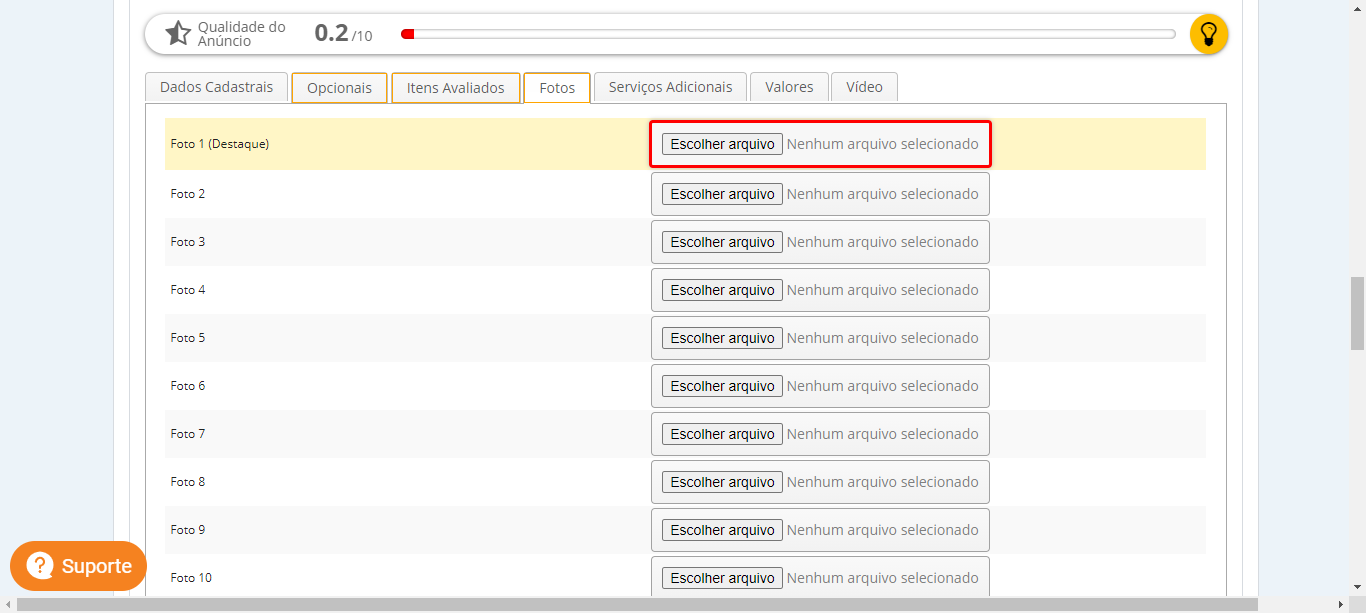 Qualidade do
Anúncio
0.2 /10
Dados Cadastrais Opcionais Itens Avaliados Fotos Serviços Adicionais Valores Vídeo
Foto 1 (Destaque) Escolher arquivo Nenhum arquivo selecionado
Foto 2 Escolher arquivo Nenhum arquivo selecionado
Foto 3 Escolher arquivo Nenhum arquivo selecionado
Foto 4 Escolher arquivo Nenhum arquivo selecionado
Foto 5 Escolher arquivo Nenhum arquivo selecionado
Foto 6 Escolher arquivo Nenhum arquivo selecionado
Foto 7 Escolher arquivo Nenhum arquivo selecionado
Foto 8 Escolher arquivo Nenhum arquivo selecionado
Foto 9 Escolher arquivo Nenhum arquivo selecionado
? Suporte
Foto 10 Escolher arquivo Nenhum arquivo selecionado